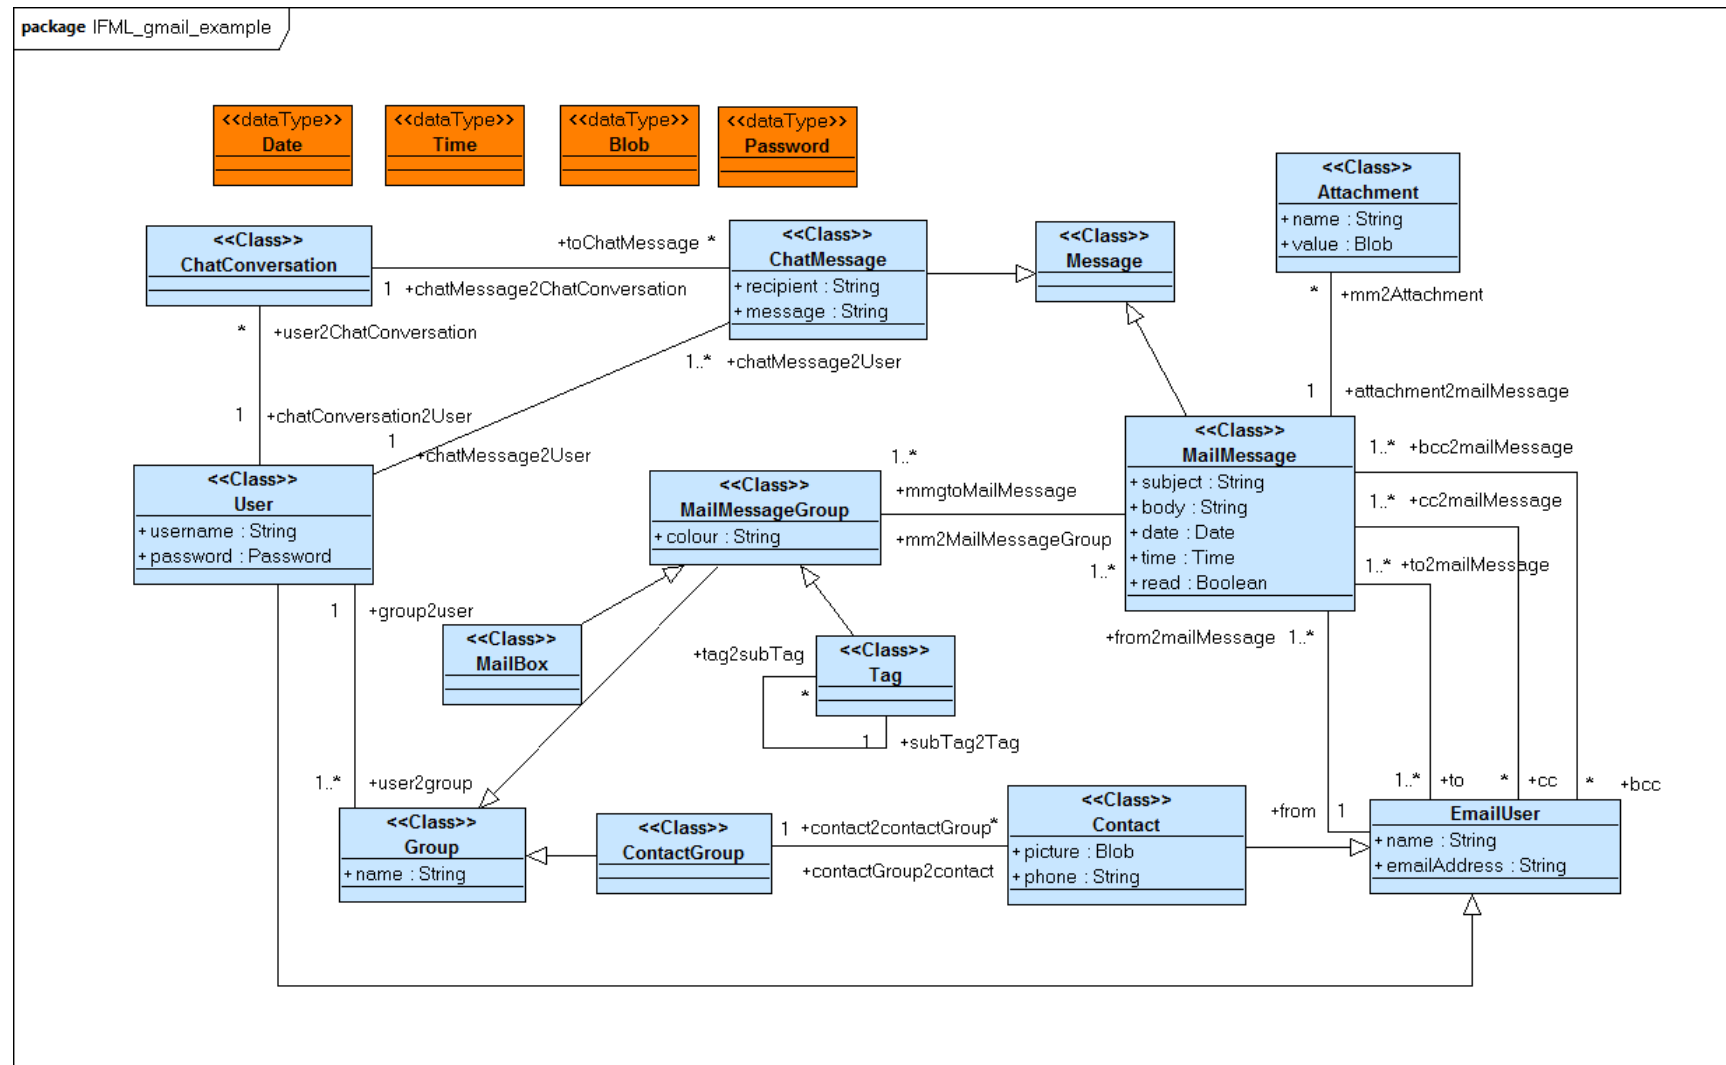 package IFML_gmail_example
<<dataType>>
Date
<<dataType>>
Time
<<dataType>>
Blob
<<dataType>>
Password
<<Class>>
Attachment
+ name : String
+ value : Blob
<<Class>>
ChatConversation
+toChatMessage *
1 +chatMessage2ChatConversation
<<Class>>
ChatMessage
+ recipient : String
+ message : String
<<Class>>
Message
* +mm2Attachment
* +user2ChatConversation
1..* +chatMessage2User
1 +attachment2mailMessage
1 +chatConversation2User
1
+chatMessage2User
<<Class>>
User
+ username : String
+ password : Password
<<Class>>
MailMessageGroup
+ colour : String
1..*
+mmgtoMailMessage
+mm2MailMessageGroup
1..*
<<Class>>
MailMessage
+ subject : String
+ body : String
+ date : Date
+ time : Time
+ read : Boolean
1..* +bcc2mailMessage
1..* +cc2mailMessage
1..* +to2mailMessage
+from2mailMessage 1..*
1 +group2user
<<Class>>
MailBox
+tag2subTag
*
<<Class>>
Tag
1 +subTag2Tag
1..* +user2group
<<Class>>
Group
+ name : String
<<Class>>
ContactGroup
1 +contact2contactGroup*
+contactGroup2contact
<<Class>>
Contact
+ picture : Blob
+ phone : String
+from 1
1..* +to
* +cc
* +bcc
EmailUser
+ name : String
+ emailAddress : String